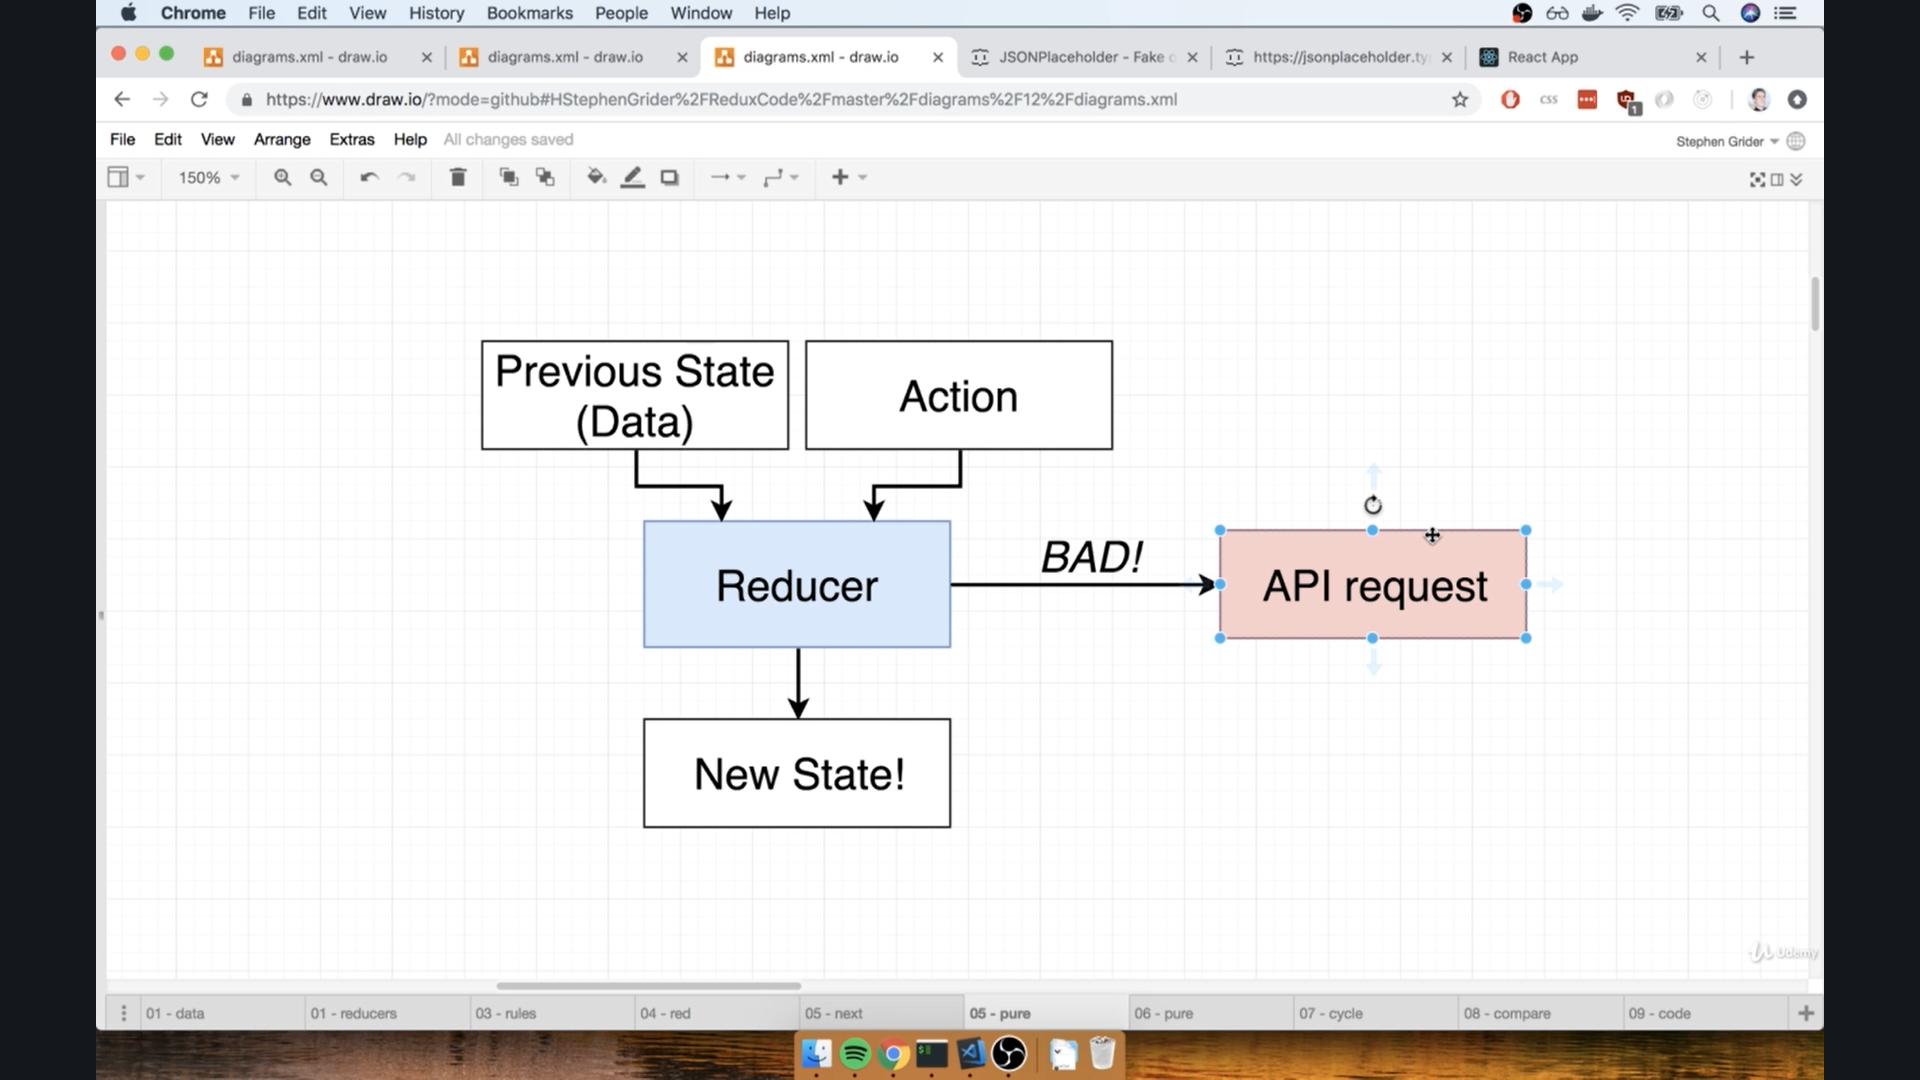 Chrome File Edit View History Bookmarks People Window Help
diagrams.xml - draw.io
diagrams.xml - draw.io
diagrams.xml - draw.io
JSONPlaceholder - Fake
https://jsonplaceholder.ty
React App
https://www.draw.io/?mode=github#HStephenGrider%2FReduxCode%2Fmaster%2Fdiagrams%2F12%2Fdiagrams.xml
CSS
1
File Edit View Arrange Extras Help All changes saved
Stephen Grider
150%
Previous State
(Data)
Action
BAD!
Reducer
API request
New State!
Udemy
01 - data
01 - reducers
03 - rules
04 - red
05 - next
05 - pure
06 - pure
07 - cycle
08 - compare
09 - code